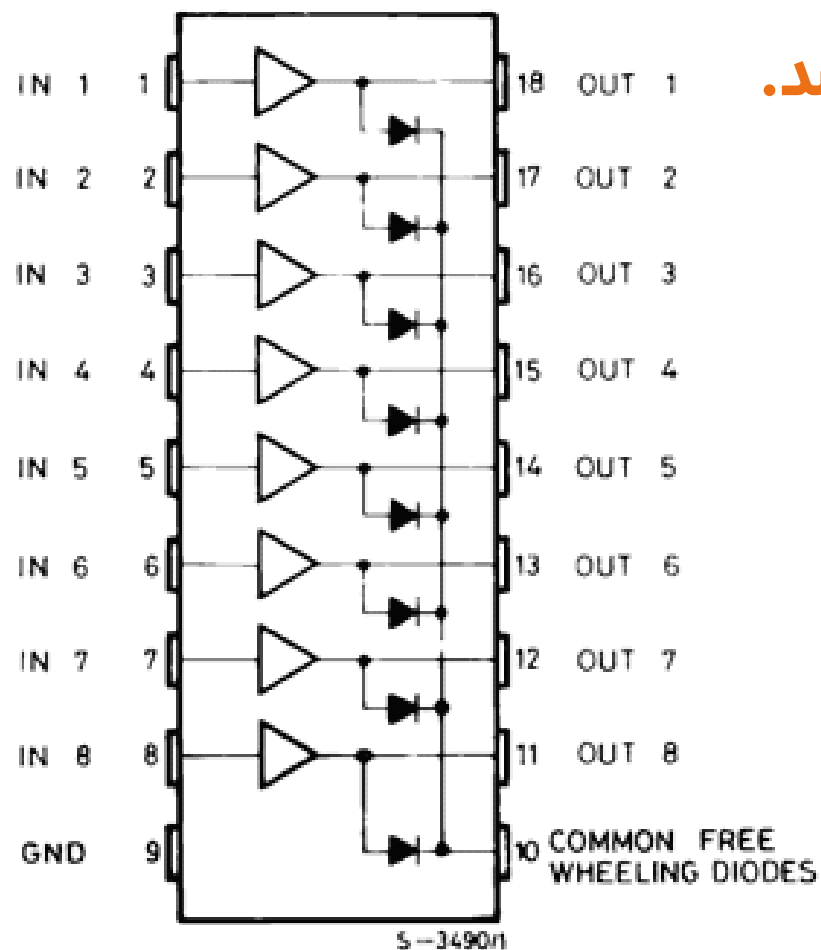 IN 1 1 18 OUT 1
IN 2 2 17 OUT 2
IN 3 3 16 OUT 3
IN 4 4 15 OUT 4
IN 5 5 14 OUT 5
IN 6 6 13 OUT 6
IN 7 7 12 OUT 7
IN 8 8 11 OUT 8
GND 9 10 COMMON FREE
WHEELING DIODES
S-3490/1